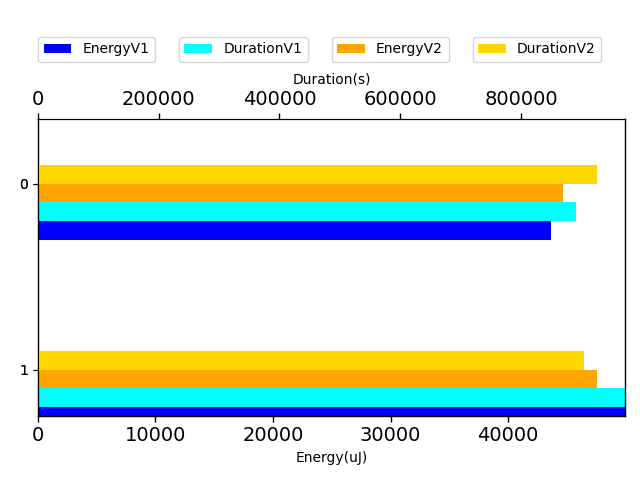 EnergyV1 DurationV1 EnergyV2 DurationV2
Duration(s)
0 200000 400000 600000 800000
0
1
0 10000 20000 30000 40000
Energy(uJ)